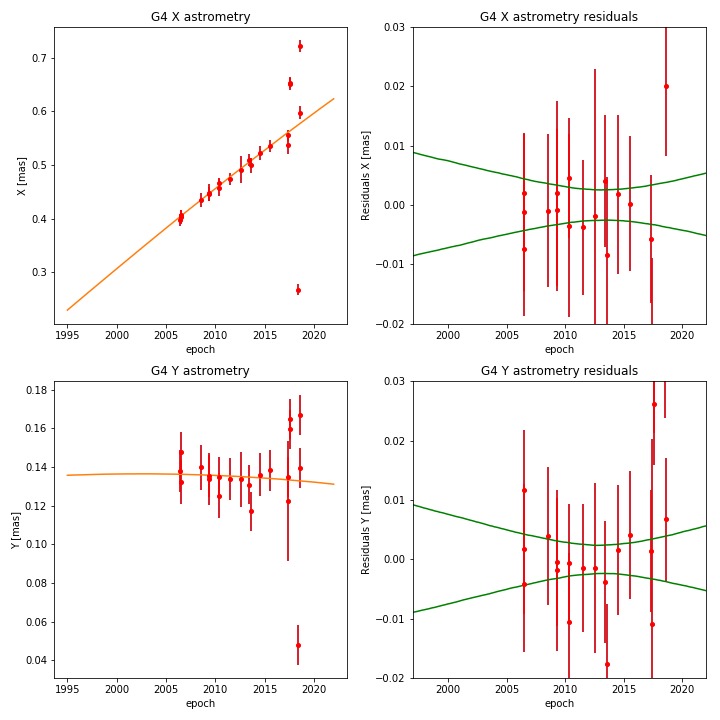 G4 X astrometry
X [mas]
0.7
0.6
0.5
0.4
0.3
1995 2000 2005 2010 2015 2020
epoch
G4 X astrometry residuals
Residuals X [mas]
0.03
0.02
0.01
0.00
−0.01
−0.02
2000 2005 2010 2015 2020
epoch
G4 Y astrometry
Y [mas]
0.18
0.16
0.14
0.12
0.10
0.08
0.06
0.04
1995 2000 2005 2010 2015 2020
epoch
G4 Y astrometry residuals
Residuals Y [mas]
0.03
0.02
0.01
0.00
−0.01
−0.02
2000 2005 2010 2015 2020
epoch